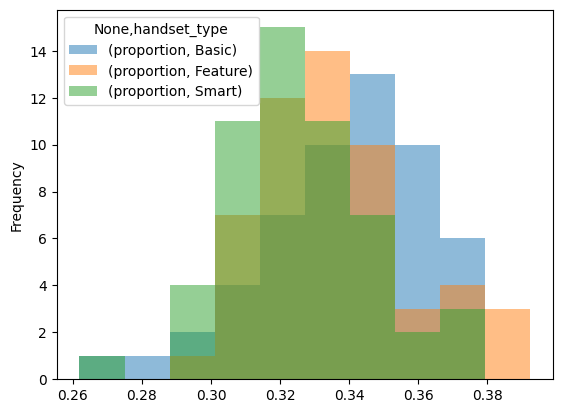 None,handset_type
(proportion, Basic)
(proportion, Feature)
(proportion, Smart)
Frequency
14
12
10
8
6
4
2
0
0.26 0.28 0.30 0.32 0.34 0.36 0.38